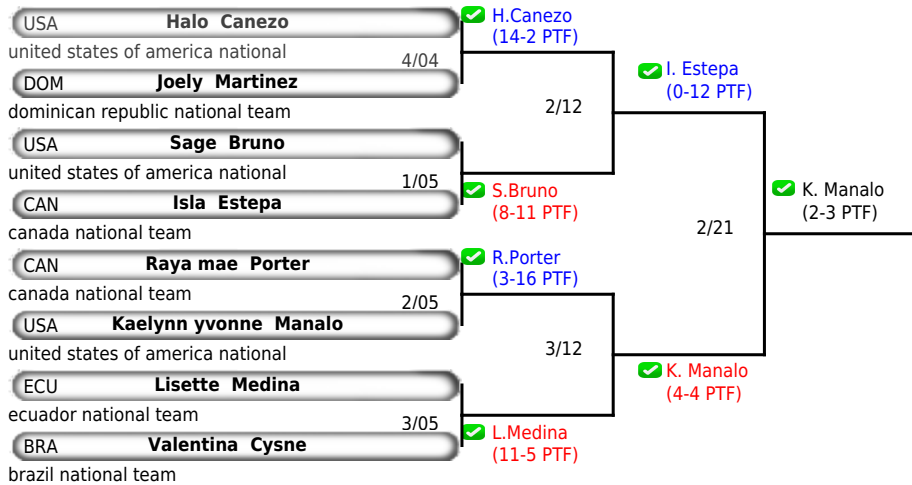 USA Halo Canezo
united states of america national
4/04
DOM Joely Martinez
dominican republic national team
USA Sage Bruno
united states of america national
1/05
CAN Isla Estepa
canada national team
CAN Raya mae Porter
canada national team
2/05
USA Kaelynn yvonne Manalo
united states of america national
ECU Lisette Medina
ecuador national team
3/05
BRA Valentina Cysne
brazil national team
H.Canezo
(14-2 PTF)
2/12
S.Bruno
(8-11 PTF)
R.Porter
(3-16 PTF)
3/12
L.Medina
(11-5 PTF)
I. Estepa
(0-12 PTF)
2/21
K. Manalo
(4-4 PTF)
K. Manalo
(2-3 PTF)